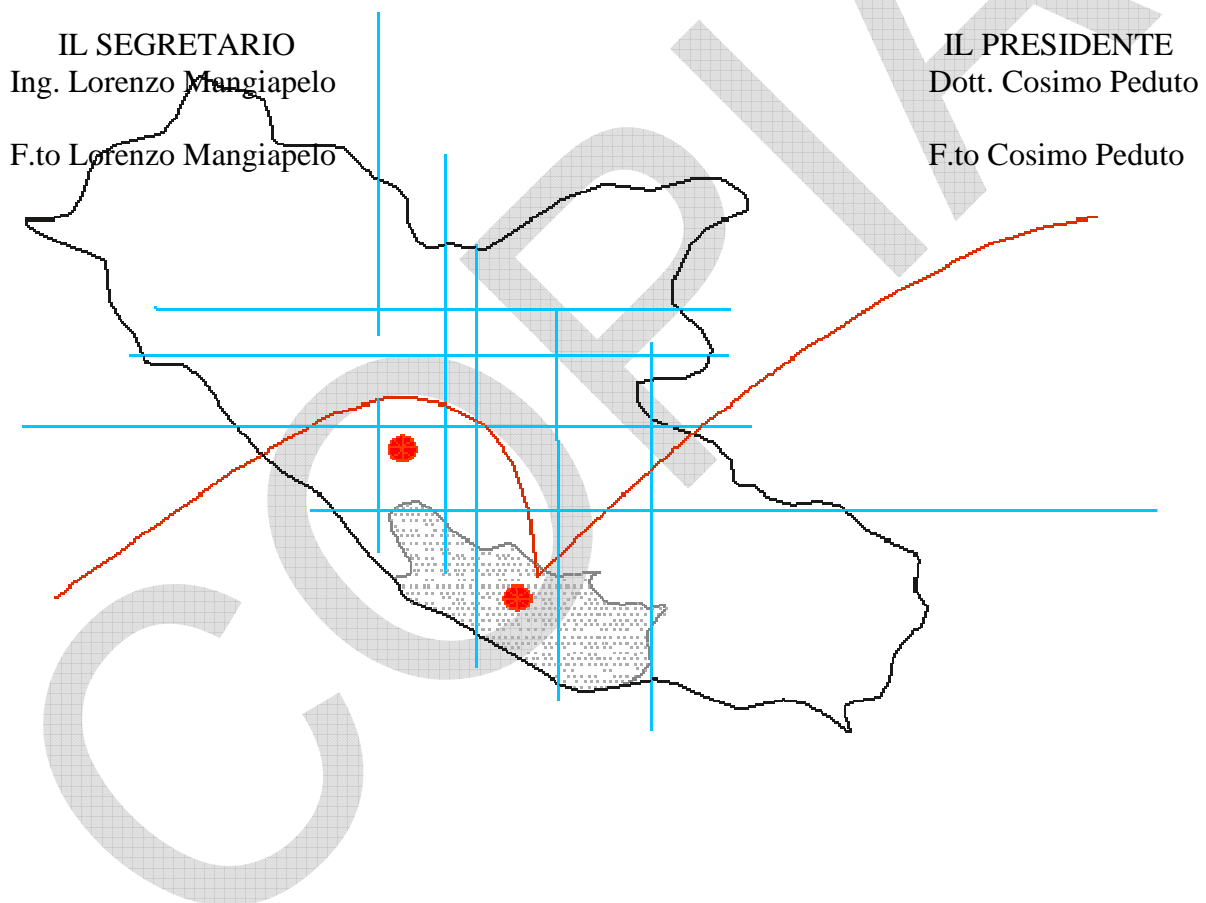 IL SEGRETARIO
Ing. Lorenzo Mangiapelo
F.to Lorenzo Mangiapelo
IL PRESIDENTE
Dott. Cosimo Peduto
F.to Cosimo Peduto
COPIA